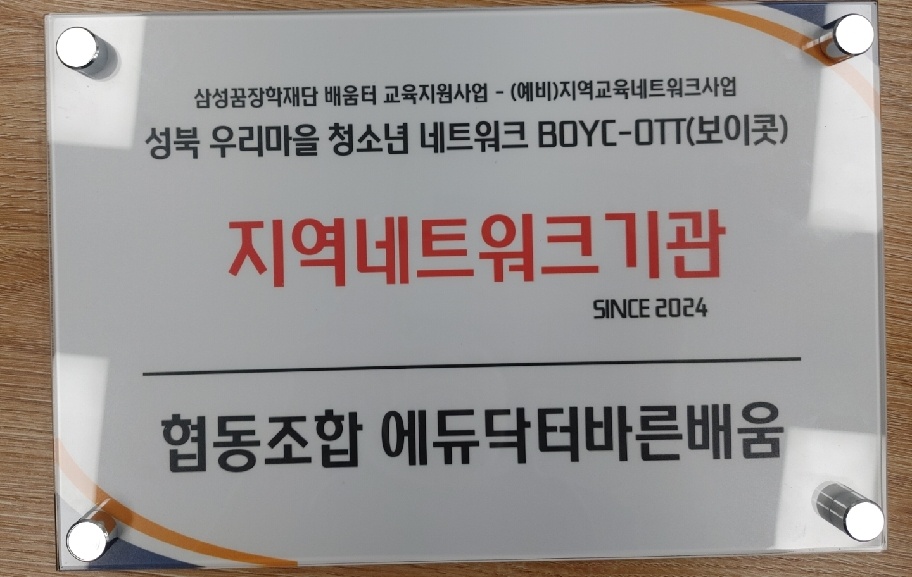 삼성꿈장학재단 배움터 교육지원사업 - (예비)지역교육네트워크사업
성북 우리마을 청소년 네트워크 BOYC-OTT(보이콧)
지역네트워크기관
SINCE 2024
협동조합 에듀닥터바른배움